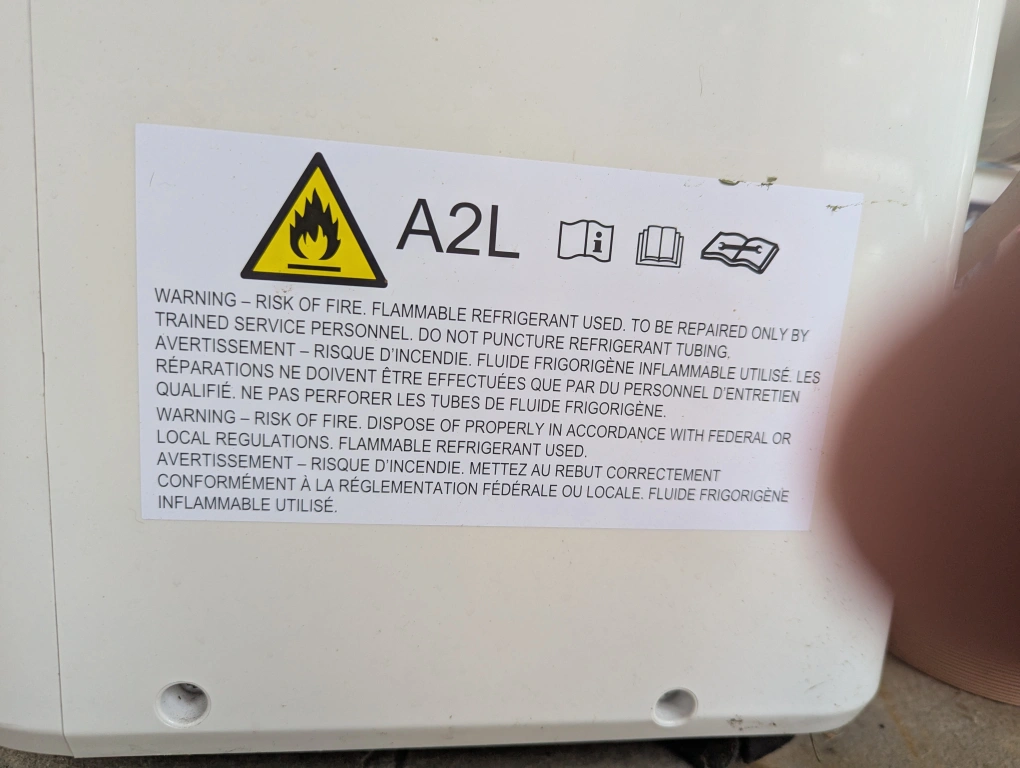 A2L
WARNING – RISK OF FIRE. FLAMMABLE REFRIGERANT USED. TO BE REPAIRED ONLY BY
TRAINED SERVICE PERSONNEL. DO NOT PUNCTURE REFRIGERANT TUBING,
AVERTISSEMENT – RISQUE D'INCENDIE. FLUIDE FRIGORIGÈNE INFLAMMABLE UTILISÉ. LES
RÉPARATIONS NE DOIVENT ÊTRE EFFECTUÉES QUE PAR DU PERSONNEL D'ENTRETIEN
QUALIFIÉ. NE PAS PERFORER LES TUBES DE FLUIDE FRIGORIGÈNE.
WARNING – RISK OF FIRE. DISPOSE OF PROPERLY IN ACCORDANCE WITH FEDERAL OR
LOCAL REGULATIONS. FLAMMABLE REFRIGERANT USED.
AVERTISSEMENT – RISQUE D'INCENDIE. METTEZ AU REBUT CORRECTEMENT
CONFORMÉMENT À LA RÉGLEMENTATION FÉDÉRALE OU LOCALE. FLUIDE FRIGORIGÈNE
INFLAMMABLE UTILISÉ.